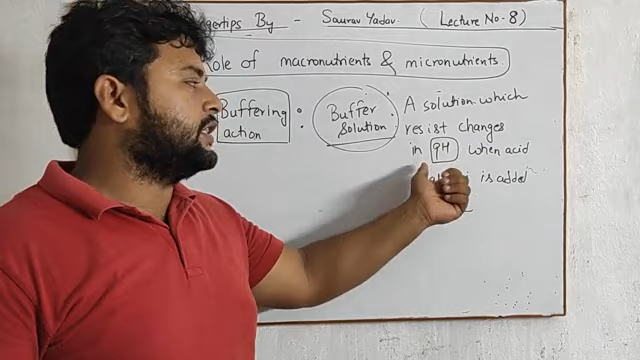 ngertips By - Saurav Yadav. (Lecture No-8)
ole of macronutrients & micronutrients.
Buffering action : Buffer Solution : A solution which
resist changes
in pH when acid
is added